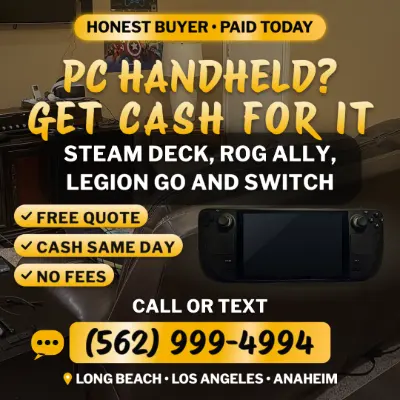 HONEST BUYER • PAID TODAY
PC HANDHELD?
GET CASH FOR IT
STEAM DECK, ROG ALLY,
LEGION GO AND SWITCH
FREE QUOTE
CASH SAME DAY
NO FEES
CALL OR TEXT
(562) 999-4994
LONG BEACH • LOS ANGELES • ANAHEIM